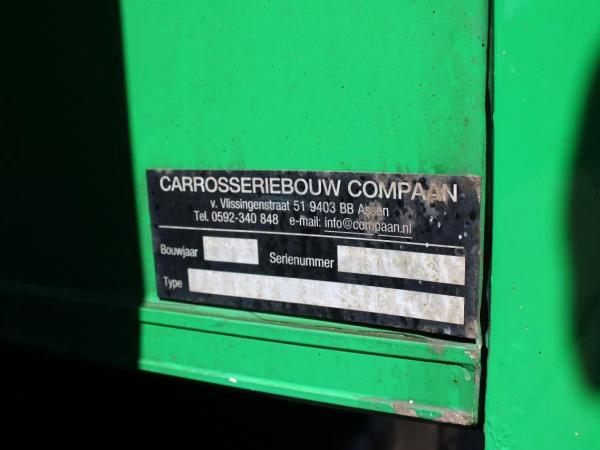 CARROSSERIEBOUW COMPAAN
v. Vlissingenstraat 51 9403 BB Assen
Tel. 0592-340 848 e-mail: info@compaan.nl
Bouwjaar Serienummer
Type